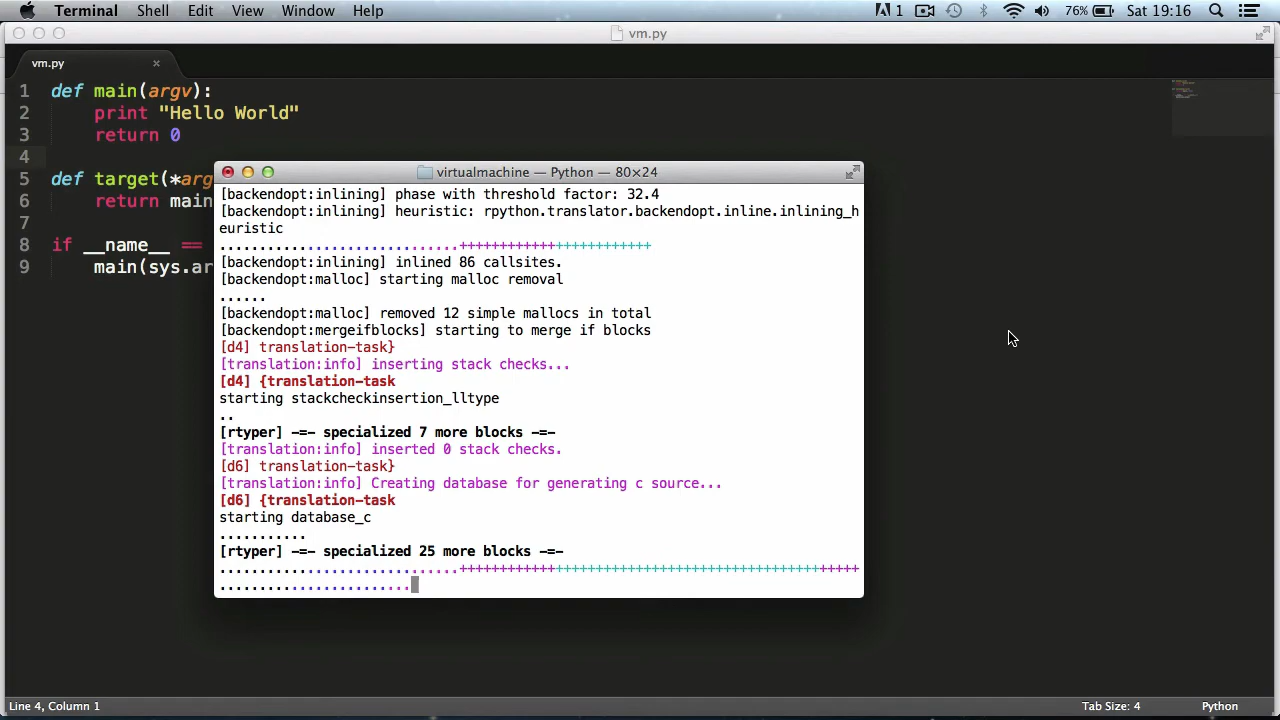 Terminal Shell Edit View Window Help 1 76% Sat 19:16
vm.py
vm.py ×
1 def main(argv):
2 print "Hello World"
3 return 0
4
5 def target(*arg
6 return main
7
8 if __name__ ==
9 main(sys.ar
virtualmachine — Python — 80×24
[backendopt:inlining] phase with threshold factor: 32.4
[backendopt:inlining] heuristic: rpython.translator.backendopt.inline.inlining_h
euristic
..............................++++++++++++++++++++++++
[backendopt:inlining] inlined 86 callsites.
[backendopt:malloc] starting malloc removal
......
[backendopt:malloc] removed 12 simple mallocs in total
[backendopt:mergeifblocks] starting to merge if blocks
[d4] translation-task}
[translation:info] inserting stack checks...
[d4] {translation-task
starting stackcheckinsertion_lltype
..
[rtyper] -=- specialized 7 more blocks -=-
[translation:info] inserted 0 stack checks.
[d6] translation-task}
[translation:info] Creating database for generating c source...
[d6] {translation-task
starting database_c
...........
[rtyper] -=- specialized 25 more blocks -=-
..............................++++++++++++++++++++++++++++++++++++++++++++++++++
........................
Line 4, Column 1 Tab Size: 4 Python